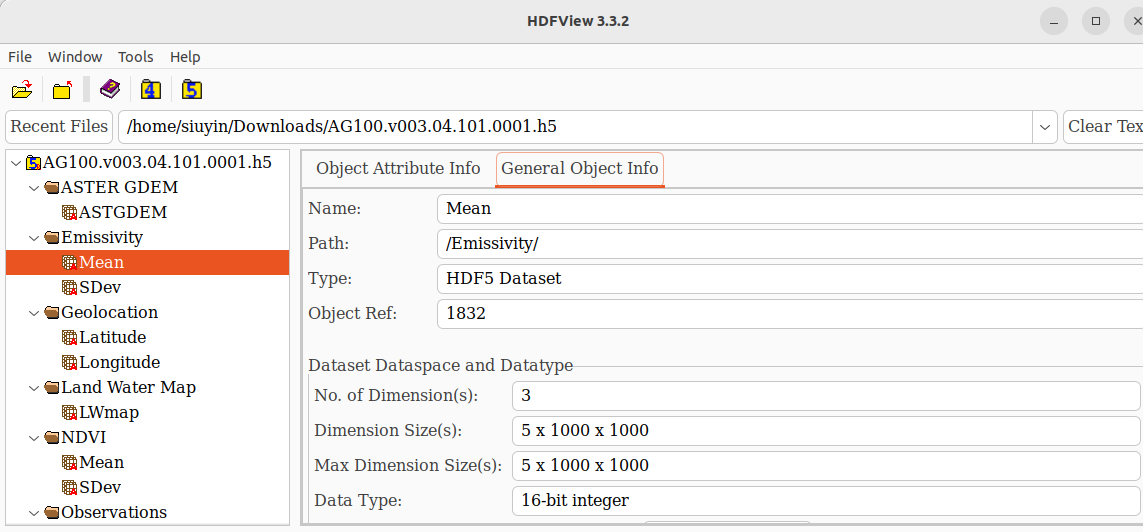 HDFView 3.3.2
File Window Tools Help
Recent Files /home/siuyin/Downloads/AG100.v003.04.101.0001.h5
AG100.v003.04.101.0001.h5
ASTER GDEM
ASTGDEM
Emissivity
Mean
SDev
Geolocation
Latitude
Longitude
Land Water Map
LWmap
NDVI
Mean
SDev
Observations
Object Attribute Info General Object Info
Name: Mean
Path: /Emissivity/
Type: HDF5 Dataset
Object Ref: 1832
Dataset Dataspace and Datatype
No. of Dimension(s): 3
Dimension Size(s): 5 x 1000 x 1000
Max Dimension Size(s): 5 x 1000 x 1000
Data Type: 16-bit integer
Clear Tex